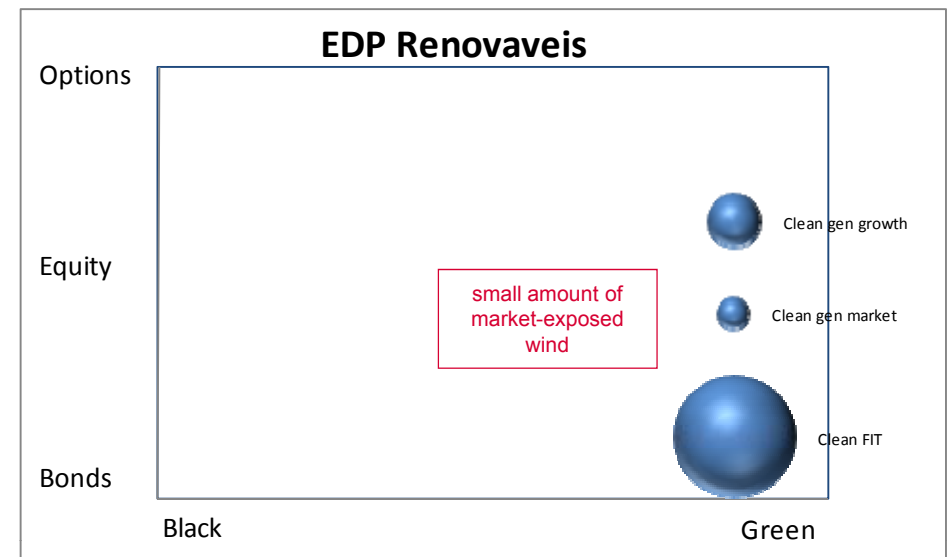 EDP Renovaveis
Options
Clean gen growth
Equity
small amount of
market-exposed
wind
Clean gen market
Clean FIT
Bonds
Black
Green